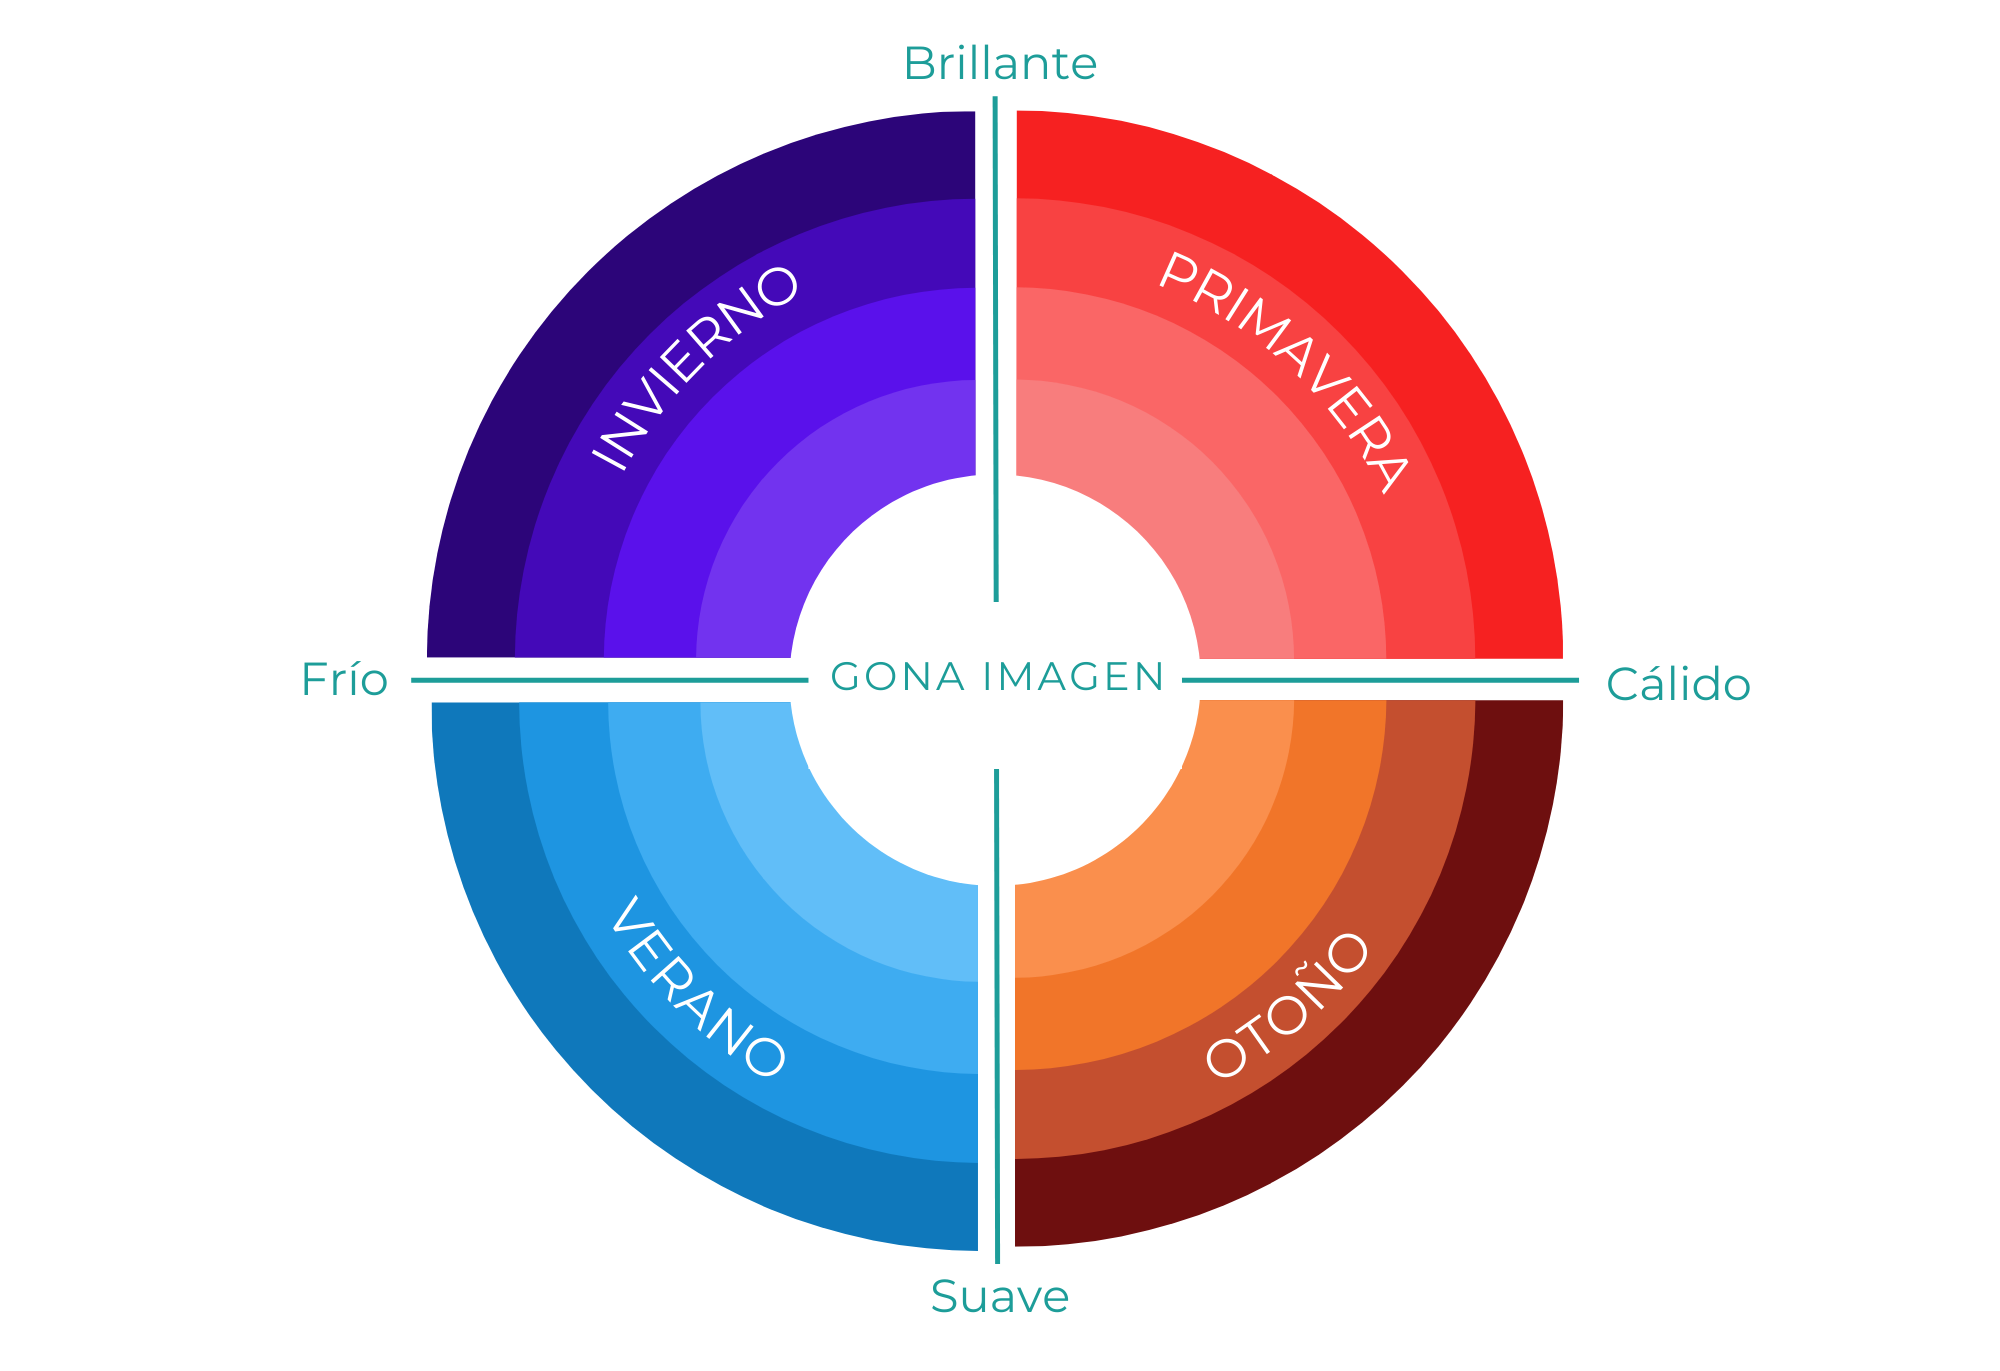 Brillante
INVIERNO
PRIMAVERA
Frío
GONA IMAGEN
Cálido
VERANO
OTOÑO
Suave